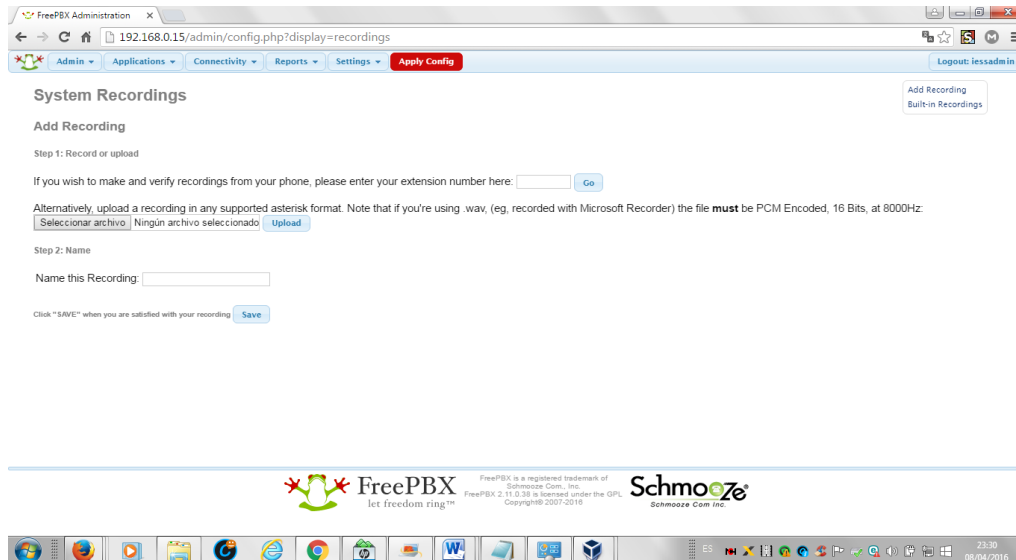 FreePBX Administration
192.168.0.15/admin/config.php?display=recordings
Admin Applications Connectivity Reports Settings Apply Config Logout: iessadmin
System Recordings
Add Recording
Built-in Recordings
Add Recording
Step 1: Record or upload
If you wish to make and verify recordings from your phone, please enter your extension number here: Go
Alternatively, upload a recording in any supported asterisk format. Note that if you're using .wav, (eg, recorded with Microsoft Recorder) the file must be PCM Encoded, 16 Bits, at 8000Hz:
Seleccionar archivo Ningún archivo seleccionado Upload
Step 2: Name
Name this Recording:
Click "SAVE" when you are satisfied with your recording Save
FreePBX
let freedom ring™
FreePBX is a registered trademark of
Schmooze Com., Inc.
FreePBX 2.11.0.38 is licensed under the GPL
Copyright© 2007-2016
Schmooze®
Schmooze Com Inc.
ES
23:30
08/04/2016